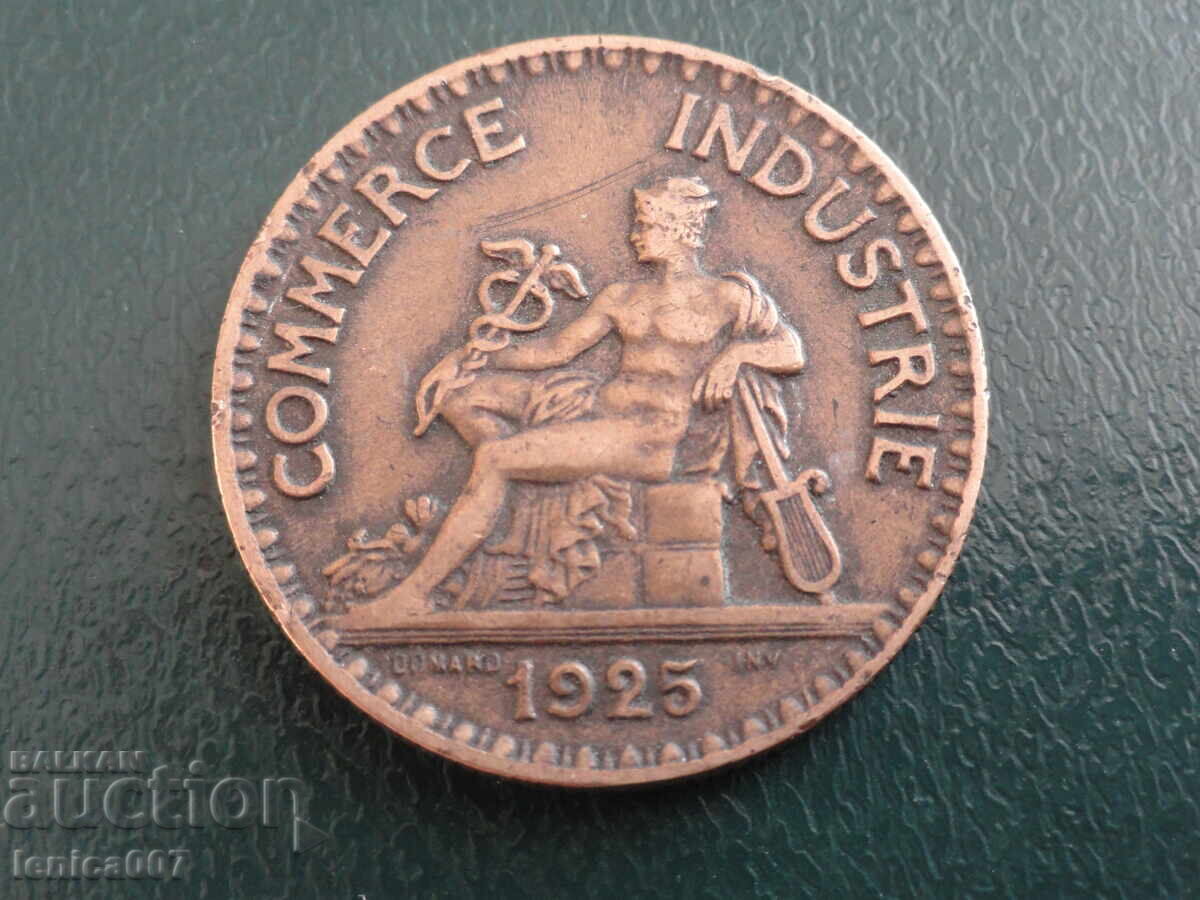 COMMERCE INDUSTRIE
DOMARD 1925 INV
BALKAN
auction
lenica007